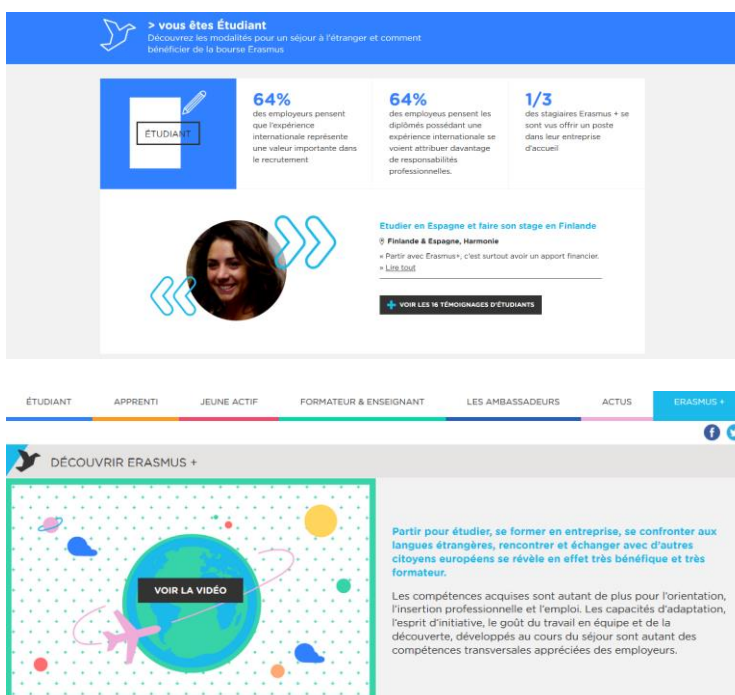 > vous êtes Étudiant
Découvrez les modalités pour un séjour à l'étranger et comment
bénéficier de la bourse Erasmus
ÉTUDIANT
64%
des employeurs pensent
que l'expérience
internationale représente
une valeur importante dans
le recrutement
64%
des employeus pensent les
diplômés possédant une
expérience internationale se
voient attribuer davantage
de responsabilités
professionnelles.
1/3
des stagiaires Erasmus + se
sont vus offrir un poste
dans leur entreprise
d'accueil
Etudier en Espagne et faire son stage en Finlande
Finlande & Espagne, Harmonie
« Partir avec Erasmus+, c'est surtout avoir un apport financier.
» Lire tout
VOIR LES 16 TÉMOIGNAGES D'ÉTUDIANTS
ÉTUDIANT APPRENTI JEUNE ACTIF FORMATEUR & ENSEIGNANT LES AMBASSADEURS ACTUS ERASMUS +
DÉCOUVRIR ERASMUS +
VOIR LA VIDÉO
Partir pour étudier, se former en entreprise, se confronter aux
langues étrangères, rencontrer et échanger avec d'autres
citoyens européens se révèle en effet très bénéfique et très
formateur.
Les compétences acquises sont autant de plus pour l'orientation,
l'insertion professionnelle et l'emploi. Les capacités d'adaptation,
l'esprit d'initiative, le goût du travail en équipe et de la
découverte, développés au cours du séjour sont autant des
compétences transversales appréciées des employeurs.